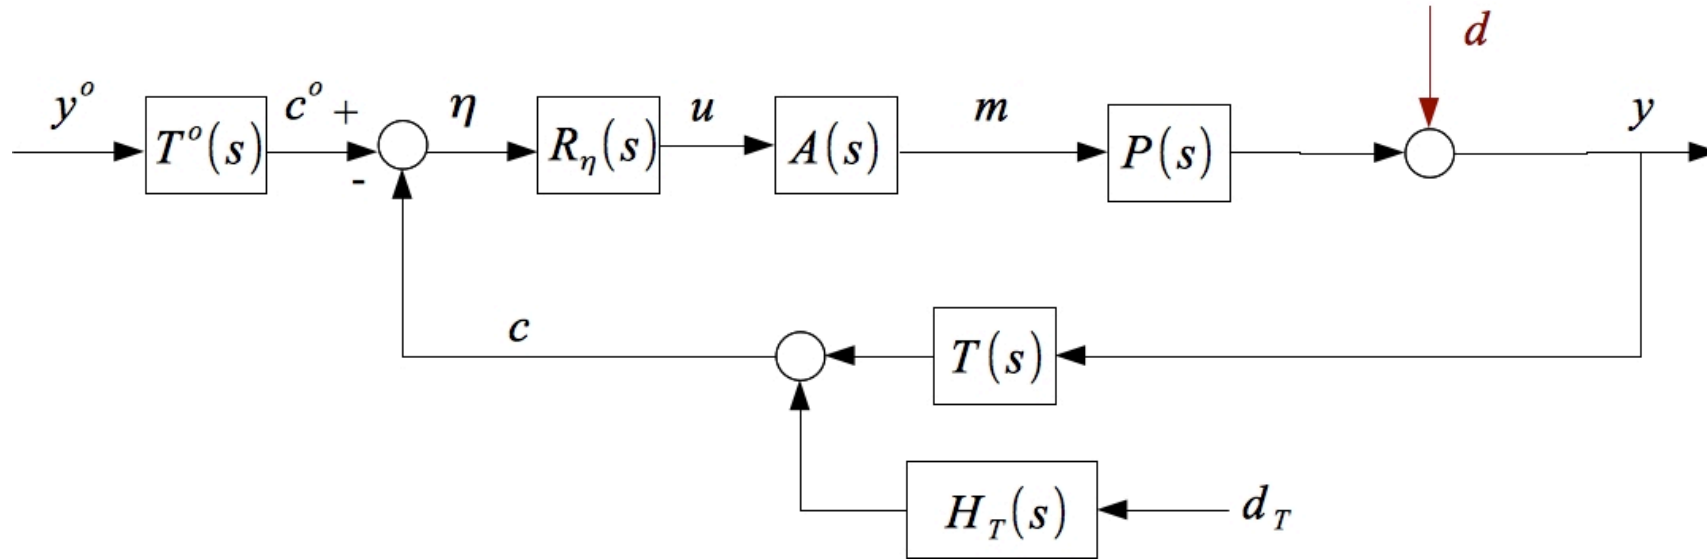 d
y° c° + η u m y
T°(s) R_η(s) A(s) P(s)
-
c
T(s)
H_T(s) d_T